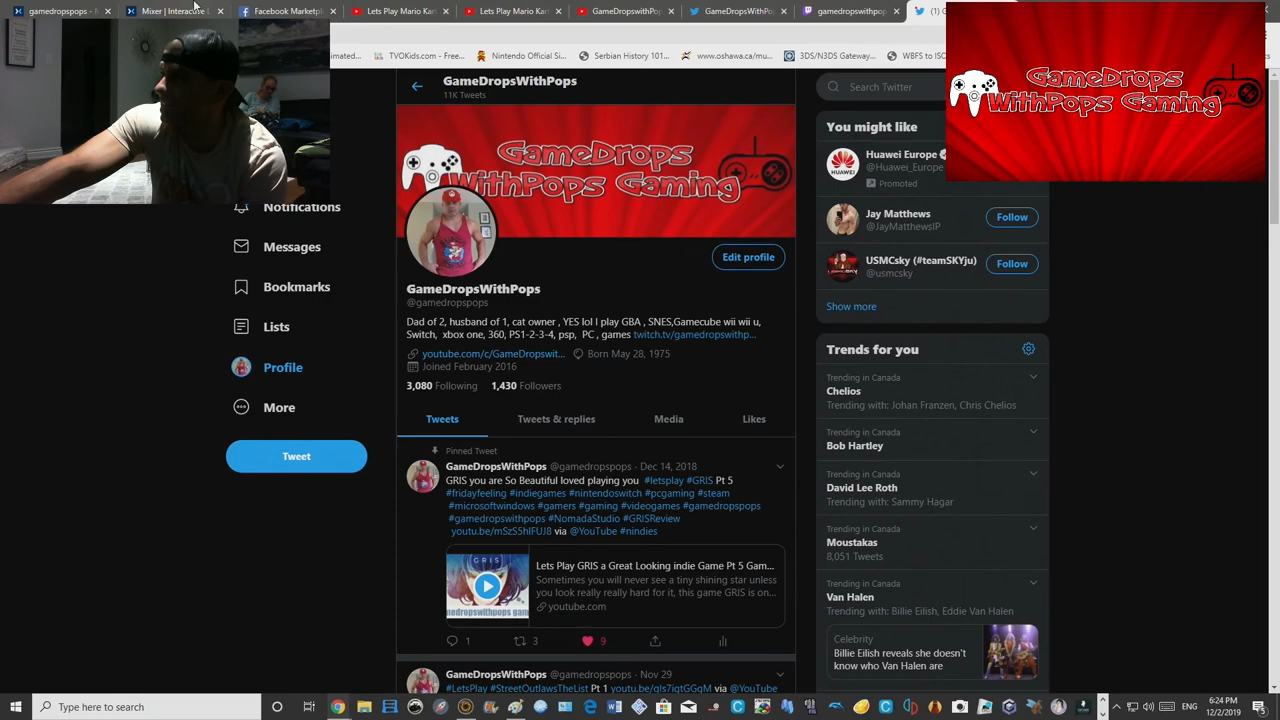 gamedropspops - M
Mixer | Interactive
Facebook Marketpl
Lets Play Mario Oc
Lets Play Mario Od
nimated...
TVOKids.com - Free...
Nintendo Official Si...
Serbian History 101...
www.oshawa.ca/mu...
3DS/N3DS Gateway...
WBFS to ISO
GameDropsWithPops
11K Tweets
Search Twitter
GameDrops
WithPops Gaming
GameDrops
WithPops Gaming
You might like
Huawei Europe
@Huawei_Europe
Promoted
HUAWEI
Jay Matthews
@JayMatthewsIP
Follow
USMCsky (#teamSKYju)
@usmcsky
Follow
Show more
Notifications
Messages
Bookmarks
Lists
Profile
More
Tweet
Edit profile
GameDropsWithPops
@gamedropspops
Dad of 2, husband of 1, cat owner , YES lol I play GBA , SNES,Gamecube wii wii u,
Switch, xbox one, 360, PS1-2-3-4, psp, PC , games twitch.tv/gamedropswithp...
youtube.com/c/GameDropswit... Born May 28, 1975
Joined February 2016
3,080 Following 1,430 Followers
Tweets Tweets & replies Media Likes
Pinned Tweet
GameDropsWithPops @gamedropspops · Dec 14, 2018
GRIS you are So Beautiful loved playing you #letsplay #GRIS Pt 5
#fridayfeeling #indiegames #nintendoswitch #pcgaming #steam
#microsoftwindows #gamers #gaming #videogames #gamedropspops
#gamedropswithpops #NomadaStudio #GRISReview
youtu.be/mSzS5hIFUJ8 via @YouTube #nindies
GRIS
medropswithpops gam
Lets Play GRIS a Great Looking indie Game Pt 5 Gam...
Sometimes you will never see a tiny shining star unless
you look really really hard for it, this game GRIS is on...
youtube.com
1 3 9
GameDropsWithPops @gamedropspops · Nov 29
#LetsPlay #StreetOutlawsTheList Pt 1 youtu.be/gIs7jqtGGqM via @YouTube
Trends for you
Trending in Canada
Chelios
Trending with: Johan Franzen, Chris Chelios
Trending in Canada
Bob Hartley
Trending in Canada
David Lee Roth
Trending with: Sammy Hagar
Trending in Canada
Moustakas
8,051 Tweets
Trending in Canada
Van Halen
Trending with: Billie Eilish, Eddie Van Halen
Celebrity
Billie Eilish reveals she doesn't
know who Van Halen are
Type here to search
6:24 PM
12/2/2019